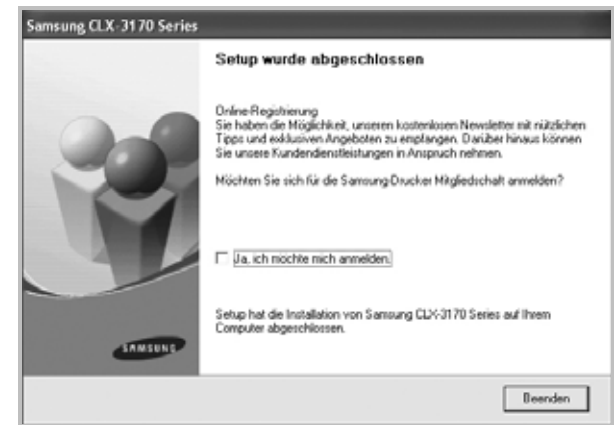 Samsung CLX-3170 Series
Setup wurde abgeschlossen
Online-Registrierung
Sie haben die Möglichkeit, unseren kostenlosen Newsletter mit nützlichen
Tipps und exklusiven Angeboten zu empfangen. Darüber hinaus können
Sie unsere Kundendienstleistungen in Anspruch nehmen.
Möchten Sie sich für die Samsung-Drucker Mitgliedschaft anmelden?
Ja, ich möchte mich anmelden.
Setup hat die Installation von Samsung CLX-3170 Series auf Ihrem
Computer abgeschlossen.
SAMSUNG
Beenden